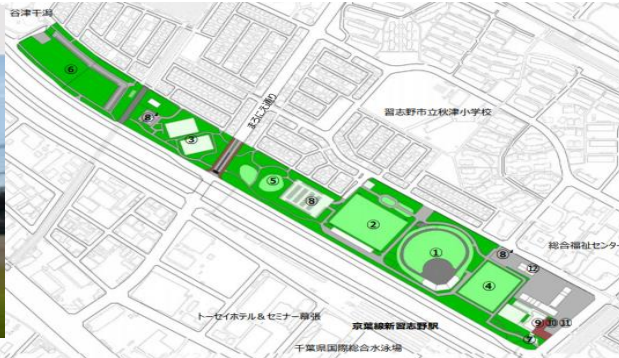 谷津干潟
⑥
⑧
③
まろにえ通り
習志野市立秋津小学校
⑤
⑧
②
①
⑧
総合福祉センター
⑫
④
⑨⑩⑪
⑦
トーセイホテル＆セミナー幕張
京葉線新習志野駅
千葉県国際総合水泳場